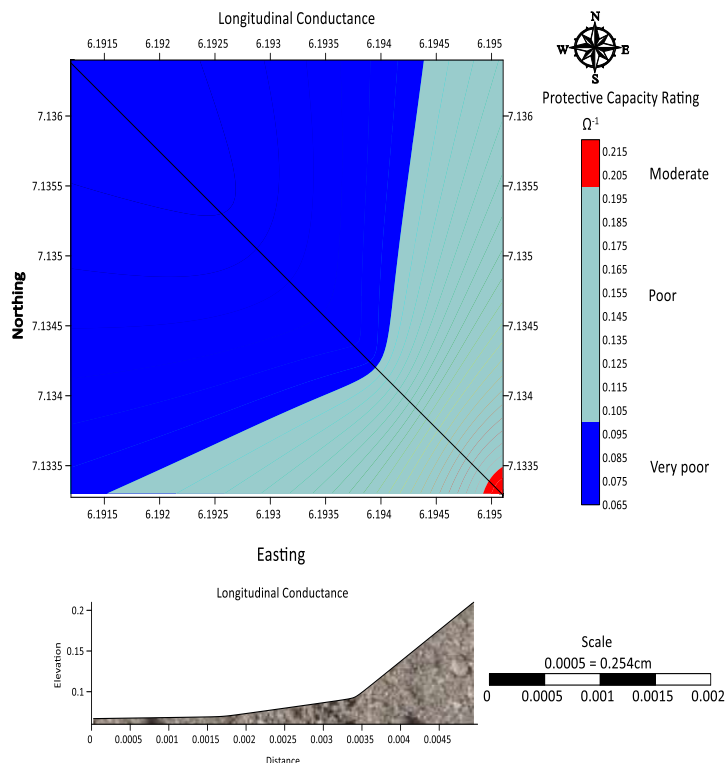 Longitudinal Conductance
6.1915 6.192 6.1925 6.193 6.1935 6.194 6.1945 6.195
N
W E
S
Protective Capacity Rating
Ω-1
7.136 7.136
7.1355 7.1355
7.135 7.135
7.1345 7.1345
7.134 7.134
7.1335 7.1335
Northing
0.215
Moderate
0.205
0.195
0.185
0.175
0.165
0.155
Poor
0.145
0.135
0.125
0.115
0.105
0.095
0.085
Very poor
0.075
0.065
6.1915 6.192 6.1925 6.193 6.1935 6.194 6.1945 6.195
Easting
Longitudinal Conductance
0.2
0.15
0.1
Elevation
0 0.0005 0.001 0.0015 0.002 0.0025 0.003 0.0035 0.004 0.0045
Distance
Scale
0.0005 = 0.254cm
0 0.0005 0.001 0.0015 0.002